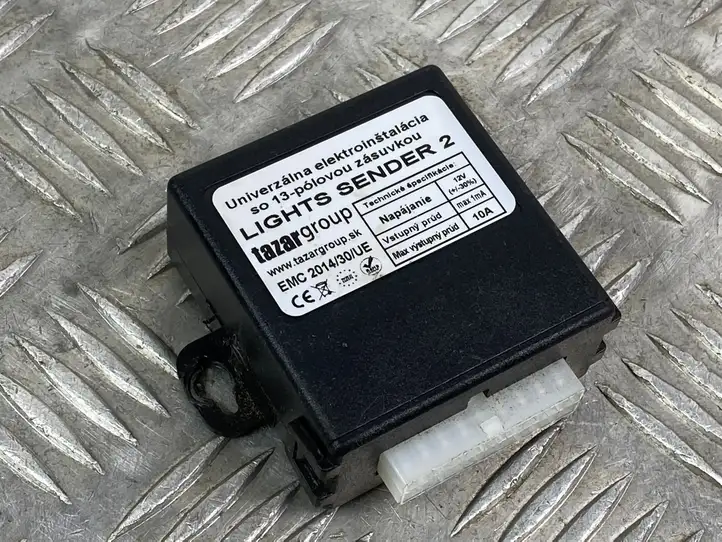 Univerzálna elektroinštalácia
so 13-pólovou zásuvkou
LIGHTS SENDER 2
tazargroup
www.tazargroup.sk
EMC 2014/30/UE
CE
Technické špecifikácie:
Napájanie 12V (+/-30%)
Vstupný prúd max 1mA
Max výstupný prúd 10A